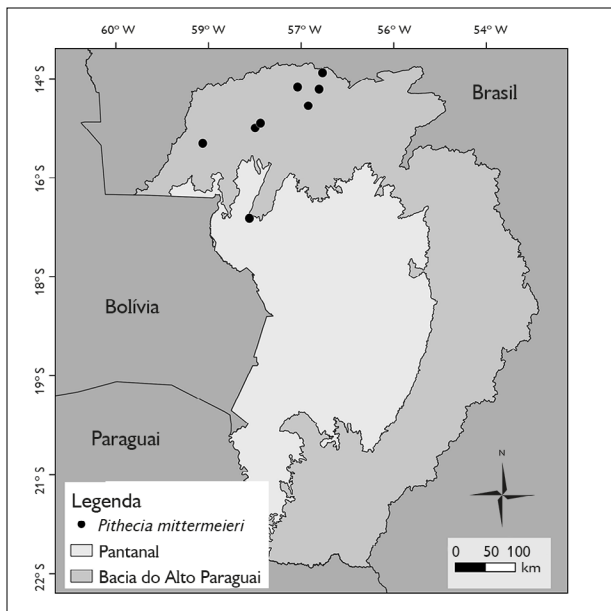 60° W 59° W 57° W 56° W 54° W
14° S
Brasil
16° S
18° S
Bolívia
19° S
Paraguai
21° S
N
Legenda
Pithecia mittermeieri
Pantanal
Bacia do Alto Paraguai
0 50 100
km
22° S